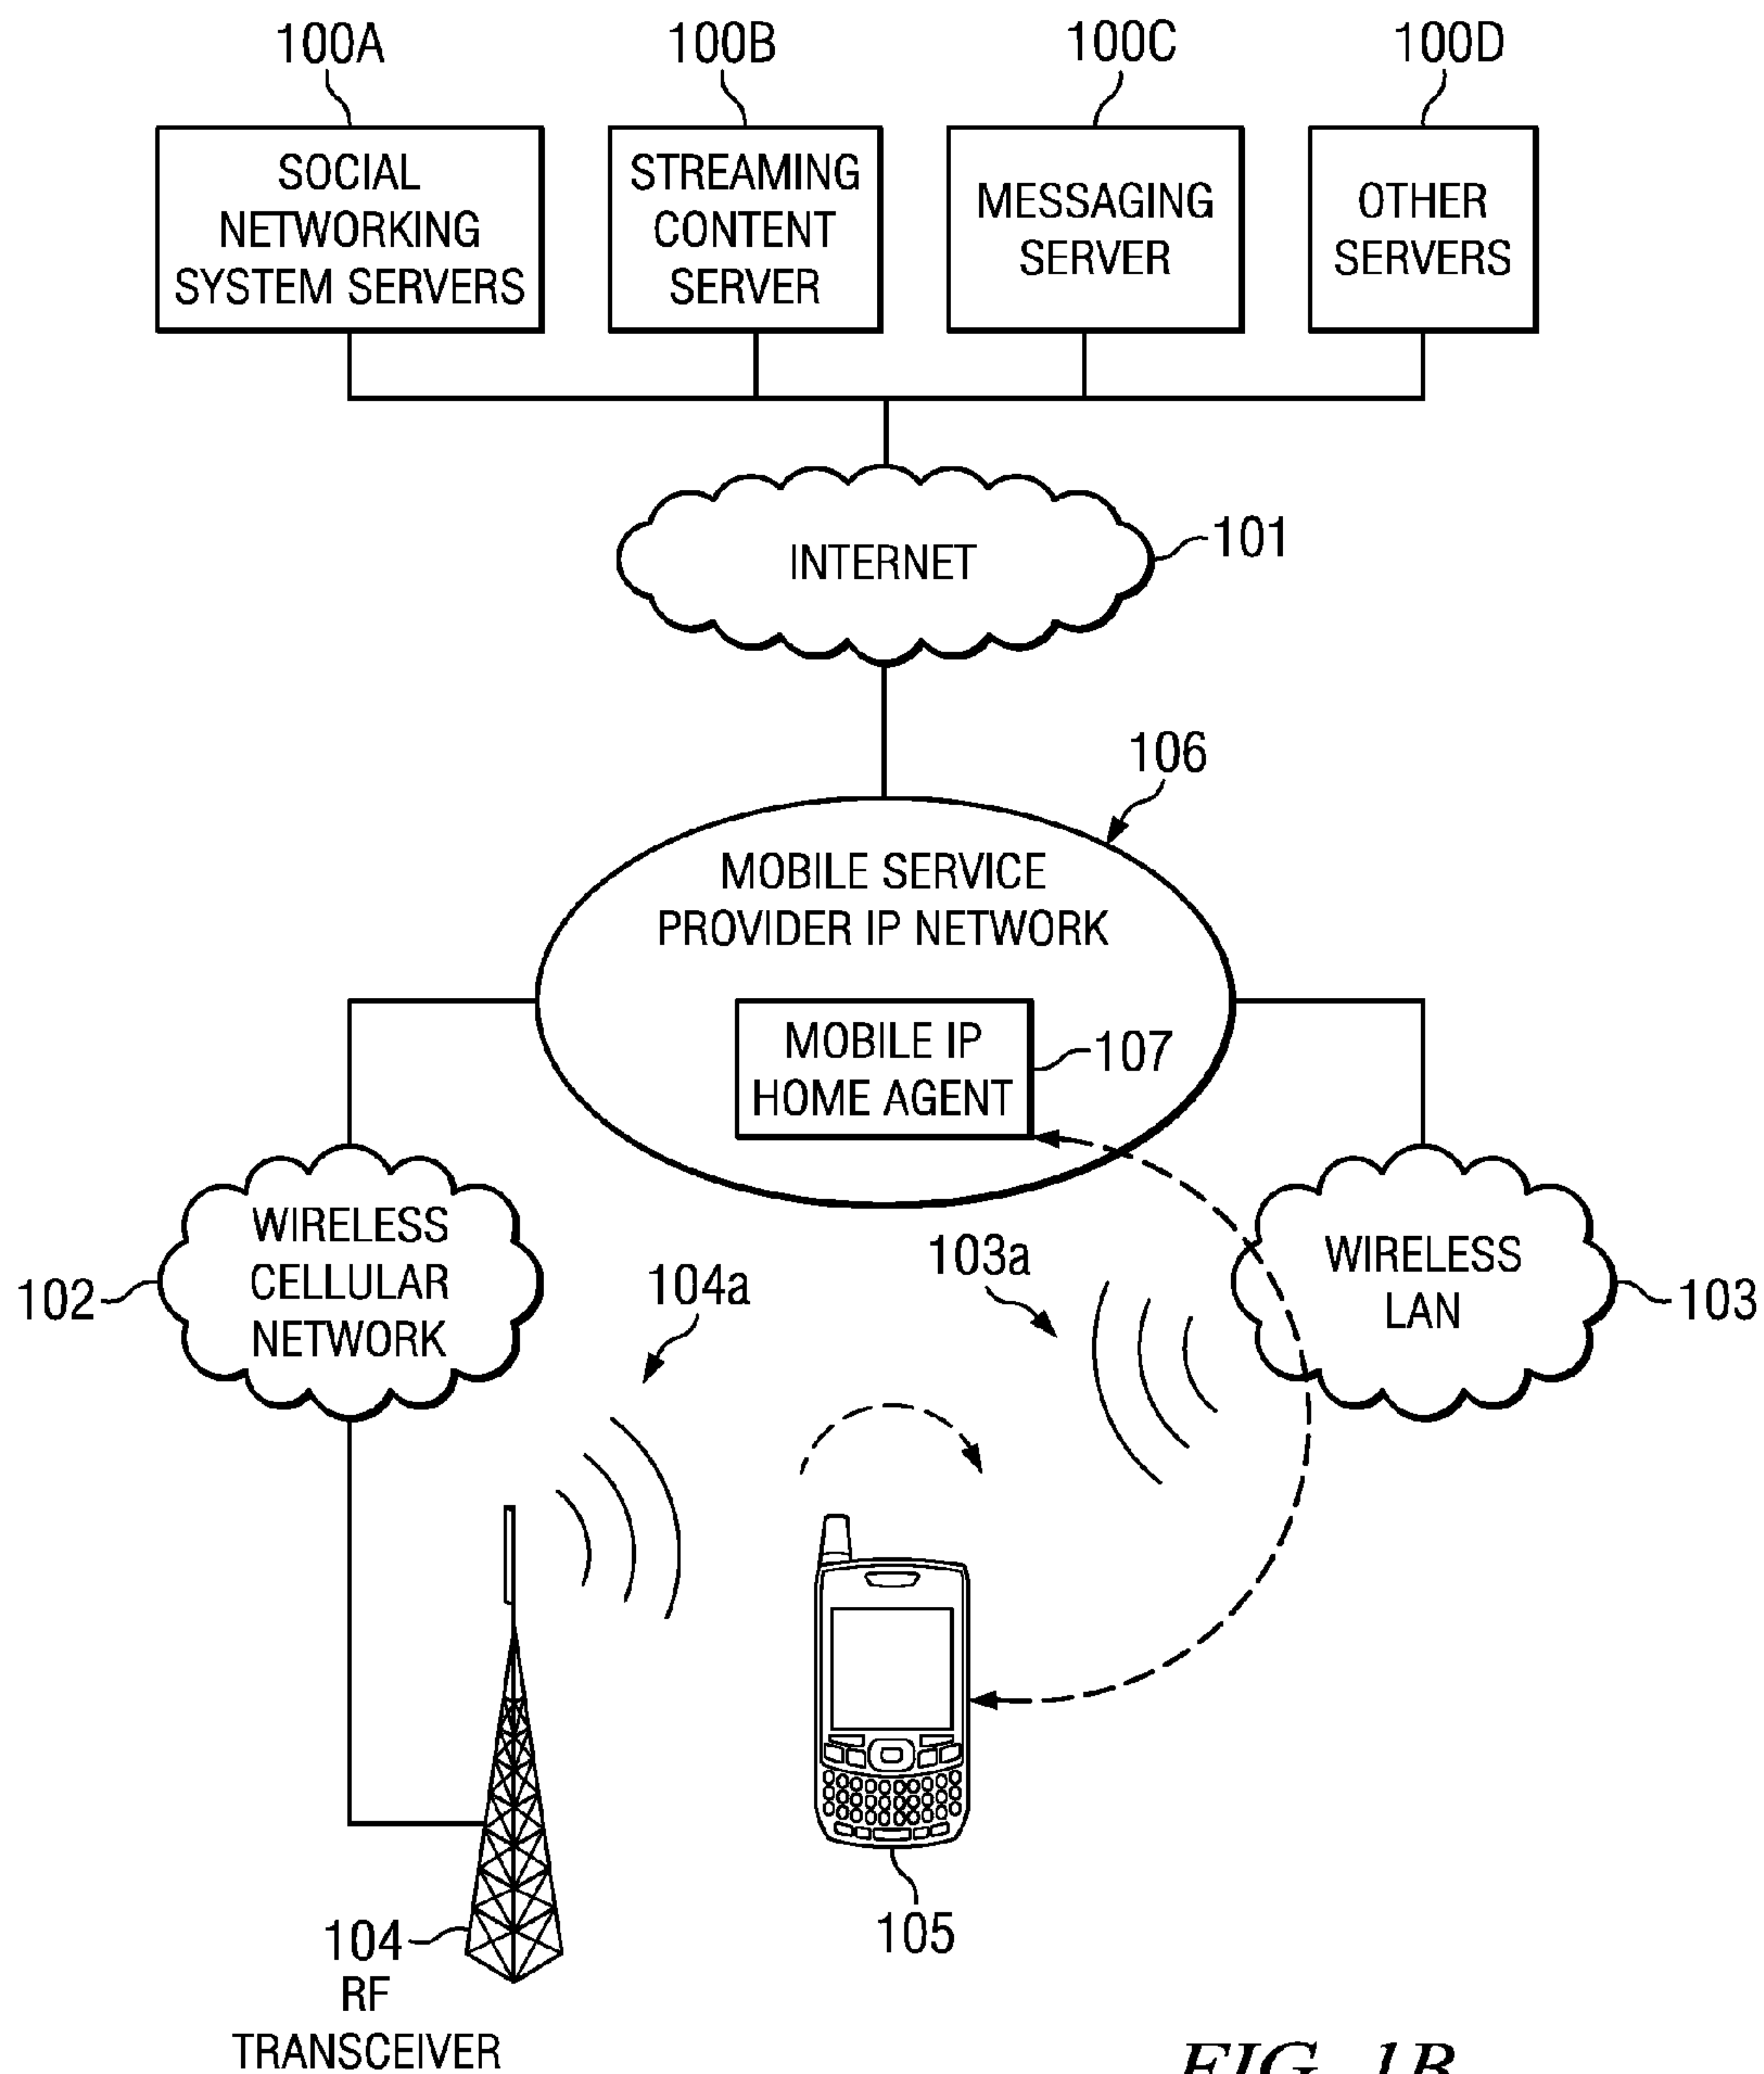 100A
100B
100C
100D
SOCIAL
NETWORKING
SYSTEM SERVERS
STREAMING
CONTENT
SERVER
MESSAGING
SERVER
OTHER
SERVERS
INTERNET
101
106
MOBILE SERVICE
PROVIDER IP NETWORK
MOBILE IP
HOME AGENT
107
WIRELESS
CELLULAR
NETWORK
102
104a
103a
WIRELESS
LAN
103
104
RF
TRANSCEIVER
105
FIG. 1B